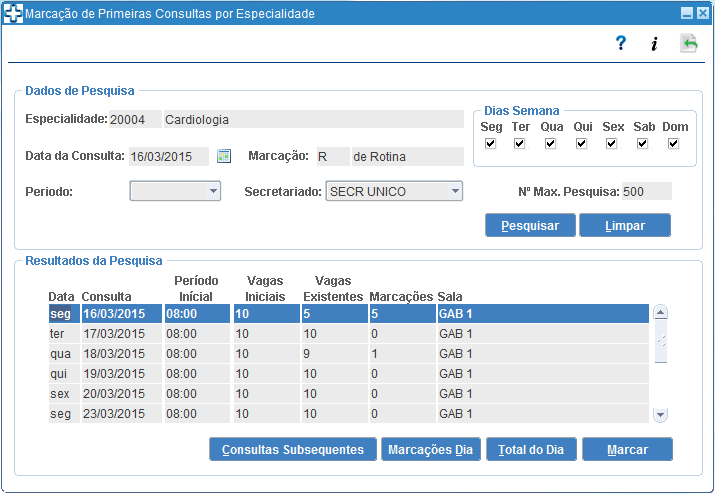 Marcação de Primeiras Consultas por Especialidade
? i
Dados de Pesquisa
Especialidade: 20004 Cardiologia
Dias Semana
Seg Ter Qua Qui Sex Sab Dom
Data da Consulta: 16/03/2015 Marcação: R de Rotina
Periodo: Secretariado: SECR UNICO Nº Max. Pesquisa: 500
Pesquisar Limpar
Resultados da Pesquisa
Período Vagas Vagas
Data Consulta Inícial Iniciais Existentes Marcações Sala
seg 16/03/2015 08:00 10 5 5 GAB 1
ter 17/03/2015 08:00 10 10 0 GAB 1
qua 18/03/2015 08:00 10 9 1 GAB 1
qui 19/03/2015 08:00 10 10 0 GAB 1
sex 20/03/2015 08:00 10 10 0 GAB 1
seg 23/03/2015 08:00 10 10 0 GAB 1
Consultas Subsequentes Marcações Dia Total do Dia Marcar